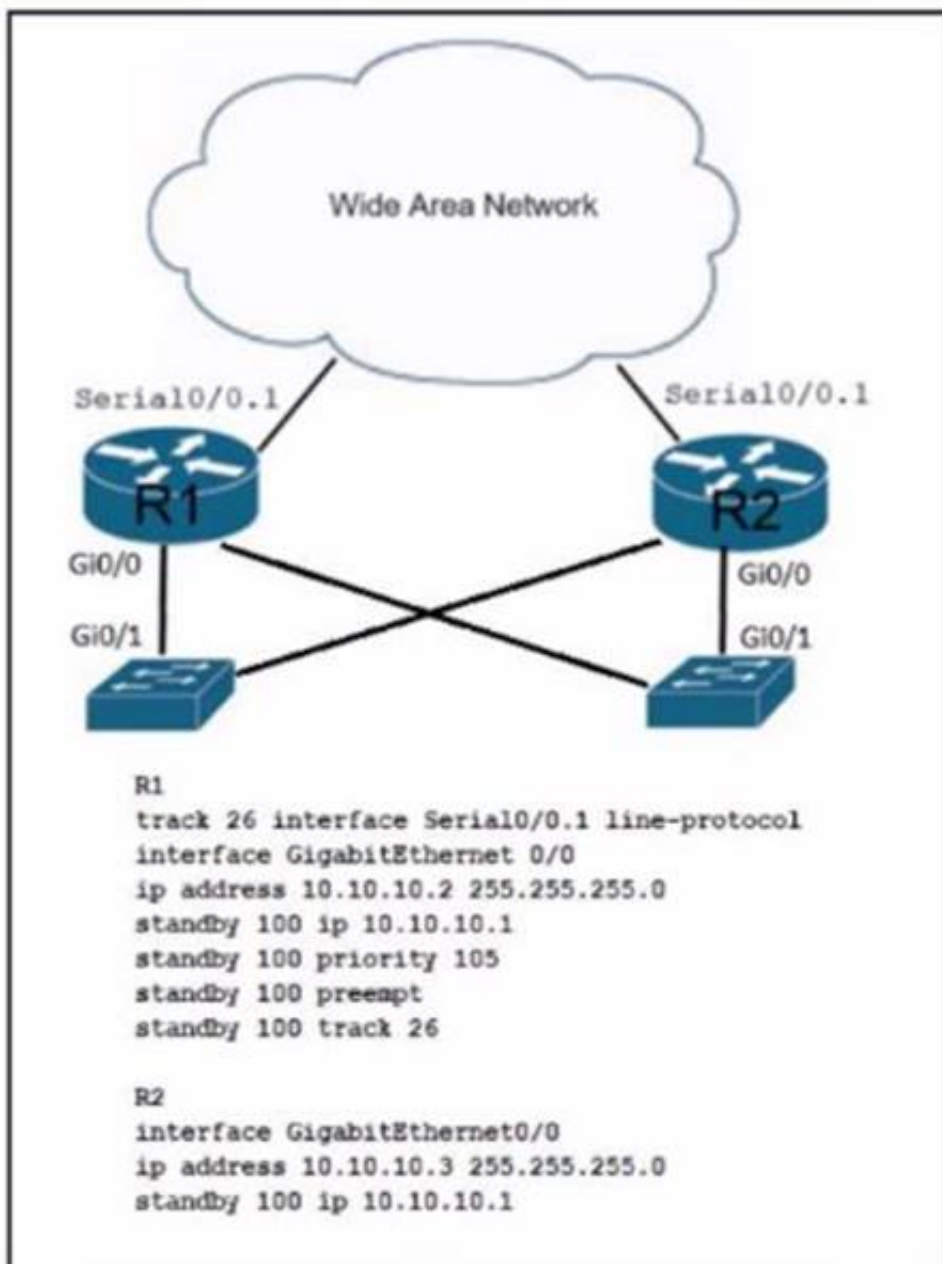 Wide Area Network
Serial0/0.1
Serial0/0.1
R1
R2
Gi0/0
Gi0/0
Gi0/1
Gi0/1
R1
track 26 interface Serial0/0.1 line-protocol
interface GigabitEthernet 0/0
ip address 10.10.10.2 255.255.255.0
standby 100 ip 10.10.10.1
standby 100 priority 105
standby 100 preempt
standby 100 track 26
R2
interface GigabitEthernet0/0
ip address 10.10.10.3 255.255.255.0
standby 100 ip 10.10.10.1